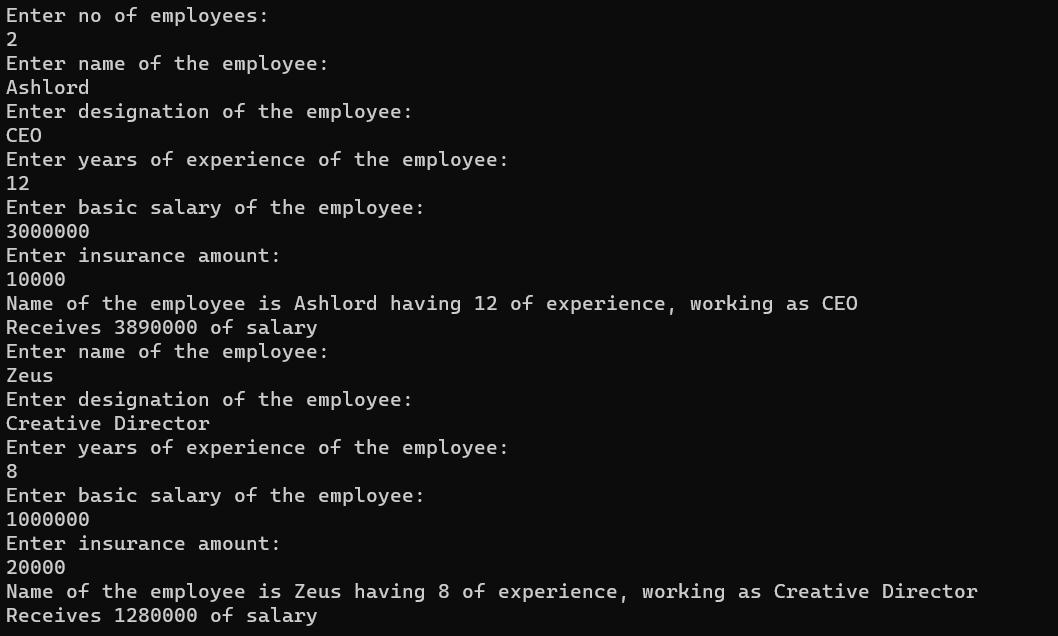 Enter no of employees:
2
Enter name of the employee:
Ashlord
Enter designation of the employee:
CEO
Enter years of experience of the employee:
12
Enter basic salary of the employee:
3000000
Enter insurance amount:
10000
Name of the employee is Ashlord having 12 of experience, working as CEO
Receives 3890000 of salary
Enter name of the employee:
Zeus
Enter designation of the employee:
Creative Director
Enter years of experience of the employee:
8
Enter basic salary of the employee:
1000000
Enter insurance amount:
20000
Name of the employee is Zeus having 8 of experience, working as Creative Director
Receives 1280000 of salary